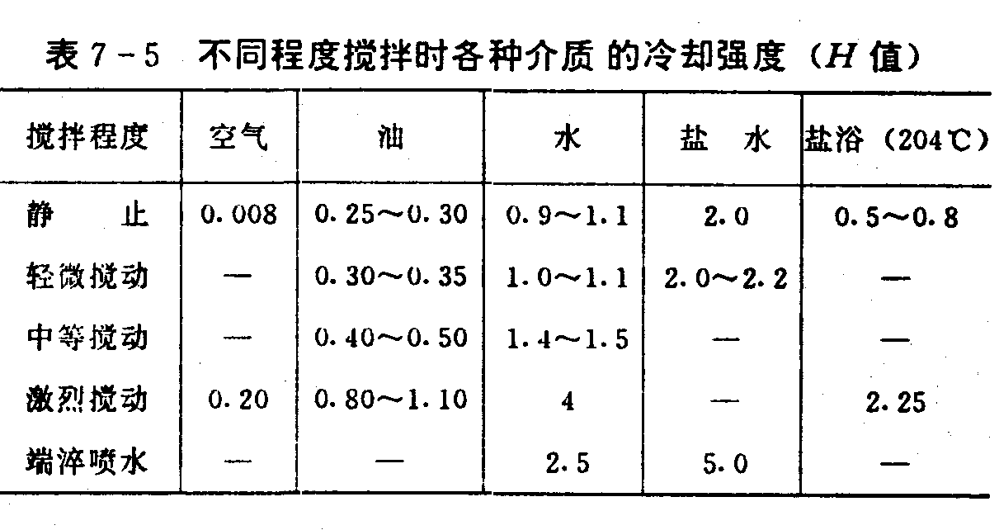 表 7-5 不同程度搅拌时各种介质的冷却强度（H 值）
搅拌程度 空气 油 水 盐 水 盐浴（204℃）
静 止 0.008 0.25～0.30 0.9～1.1 2.0 0.5～0.8
轻微搅动 — 0.30～0.35 1.0～1.1 2.0～2.2 —
中等搅动 — 0.40～0.50 1.4～1.5 — —
激烈搅动 0.20 0.80～1.10 4 — 2.25
端淬喷水 — — 2.5 5.0 —